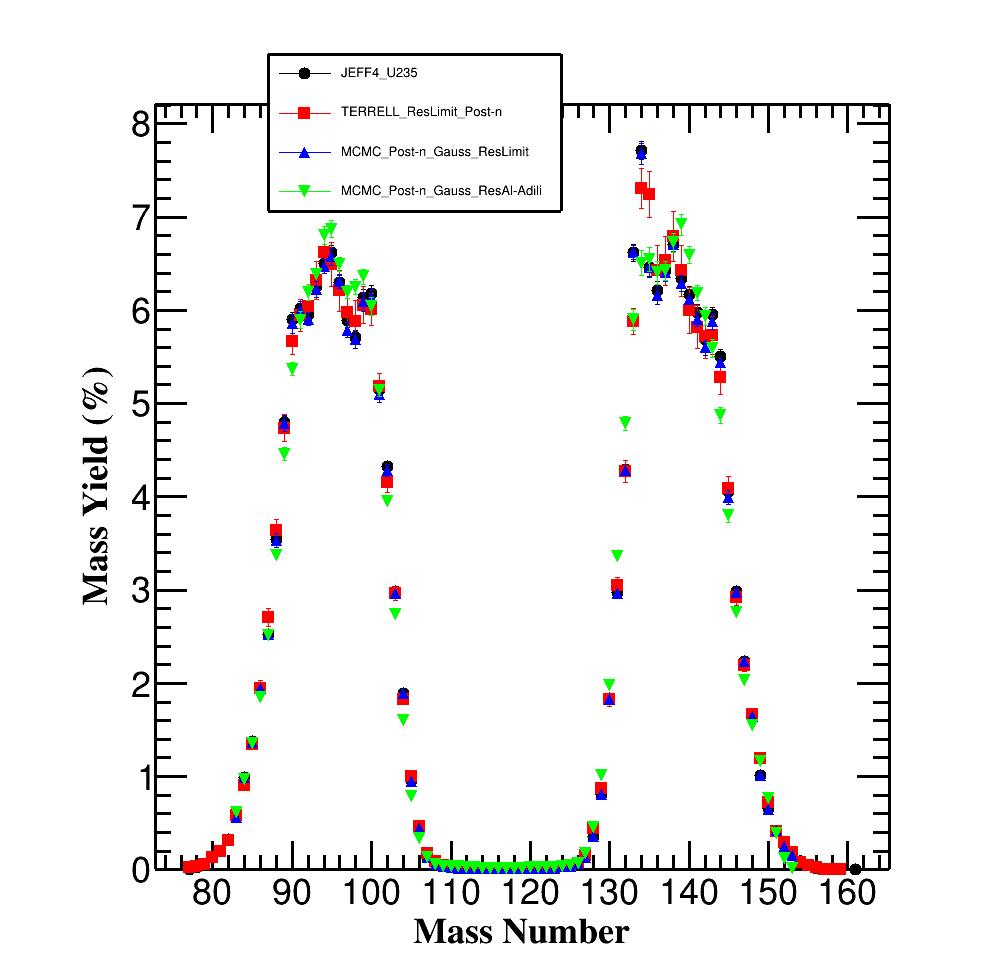 JEFF4_U235
TERRELL_ResLimit_Post-n
MCMC_Post-n_Gauss_ResLimit
MCMC_Post-n_Gauss_ResAl-Adili
8
7
6
5
4
3
2
1
0
Mass Yield (%)
80 90 100 110 120 130 140 150 160
Mass Number